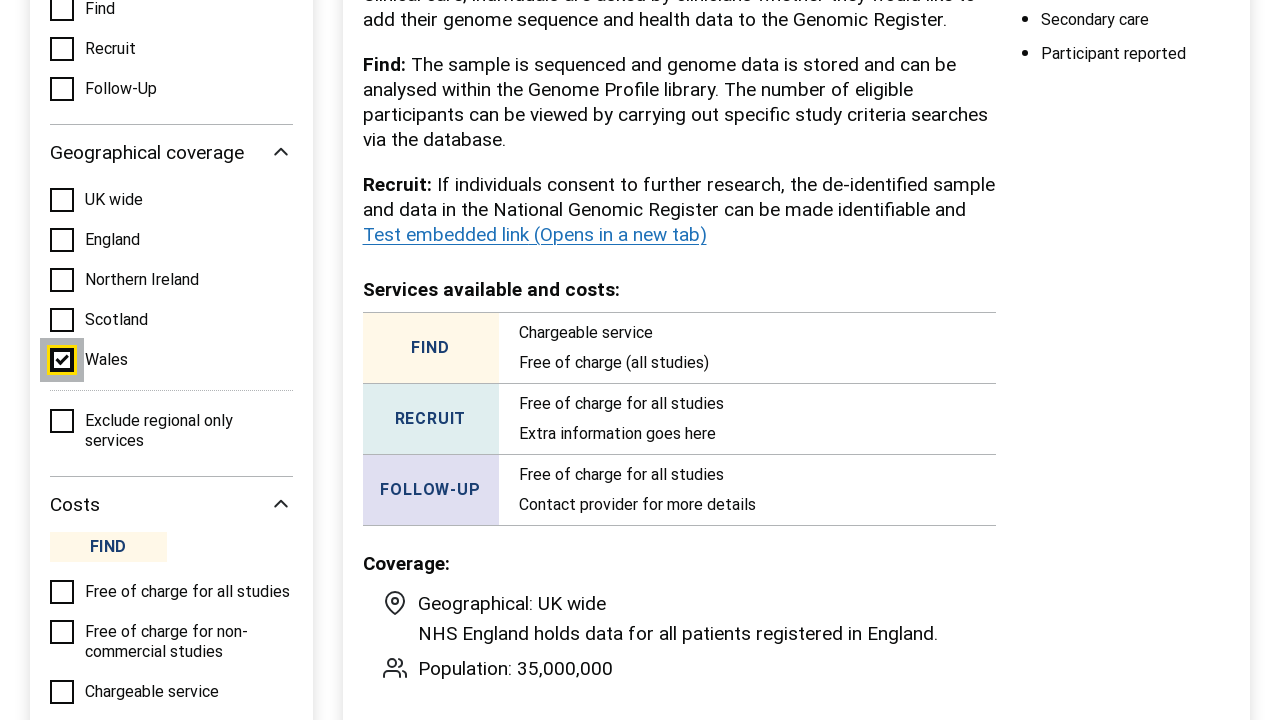 Find
Recruit
Follow-Up
Geographical coverage
UK wide
England
Northern Ireland
Scotland
Wales
Exclude regional only
services
Costs
FIND
Free of charge for all studies
Free of charge for non-
commercial studies
Chargeable service
add their genome sequence and health data to the Genomic Register.
Find: The sample is sequenced and genome data is stored and can be
analysed within the Genome Profile library. The number of eligible
participants can be viewed by carrying out specific study criteria searches
via the database.
Recruit: If individuals consent to further research, the de-identified sample
and data in the National Genomic Register can be made identifiable and
Test embedded link (Opens in a new tab)
Services available and costs:
FIND
Chargeable service
Free of charge (all studies)
RECRUIT
Free of charge for all studies
Extra information goes here
FOLLOW-UP
Free of charge for all studies
Contact provider for more details
Coverage:
Geographical: UK wide
NHS England holds data for all patients registered in England.
Population: 35,000,000
Secondary care
Participant reported